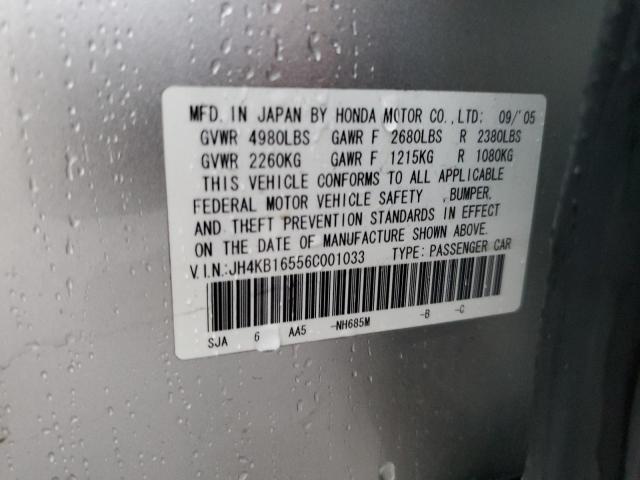 MFD. IN JAPAN BY HONDA MOTOR CO., LTD: 09/'05
GVWR 4980LBS GAWR F 2680LBS R 2380LBS
GVWR 2260KG GAWR F 1215KG R 1080KG
THIS VEHICLE CONFORMS TO ALL APPLICABLE
FEDERAL MOTOR VEHICLE SAFETY , BUMPER,
AND THEFT PREVENTION STANDARDS IN EFFECT
ON THE DATE OF MANUFACTURE SHOWN ABOVE.
V.I.N.:JH4KB16556C001033 TYPE: PASSENGER CAR
SJA 6 AA5 -NH685M -B -C